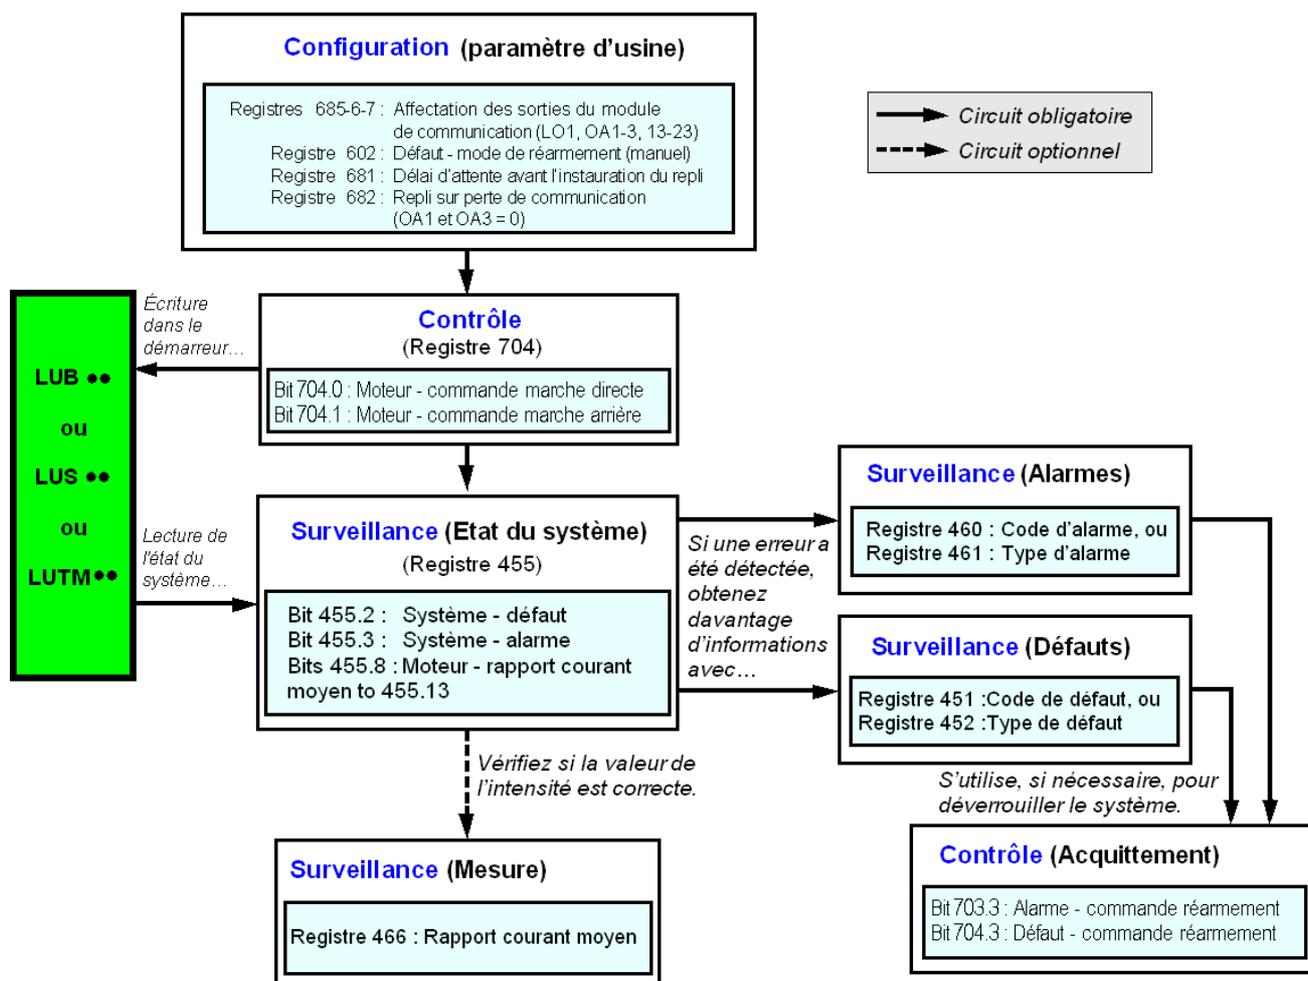 Configuration (paramètre d'usine)
Registres 685-6-7 : Affectation des sorties du module
de communication (LO1, OA1-3, 13-23)
Registre 602 : Défaut - mode de réarmement (manuel)
Registre 681 : Délai d'attente avant l'instauration du repli
Registre 682 : Repli sur perte de communication
(OA1 et OA3 = 0)
Circuit obligatoire
Circuit optionnel
Écriture
dans le
démarreur…
Contrôle
(Registre 704)
Bit 704.0 : Moteur - commande marche directe
Bit 704.1 : Moteur - commande marche arrière
LUB ••
ou
LUS ••
ou
LUTM••
Lecture de
l'état du
système…
Surveillance (Etat du système)
(Registre 455)
Bit 455.2 : Système - défaut
Bit 455.3 : Système - alarme
Bits 455.8 : Moteur - rapport courant
moyen to 455.13
Si une erreur a
été détectée,
obtenez
davantage
d'informations
avec…
Surveillance (Alarmes)
Registre 460 : Code d'alarme, ou
Registre 461 : Type d'alarme
Surveillance (Défauts)
Registre 451 :Code de défaut, ou
Registre 452 :Type de défaut
Vérifiez si la valeur de
l'intensité est correcte.
S'utilise, si nécessaire, pour
déverrouiller le système.
Surveillance (Mesure)
Registre 466 : Rapport courant moyen
Contrôle (Acquittement)
Bit 703.3 : Alarme - commande réarmement
Bit 704.3 : Défaut - commande réarmement